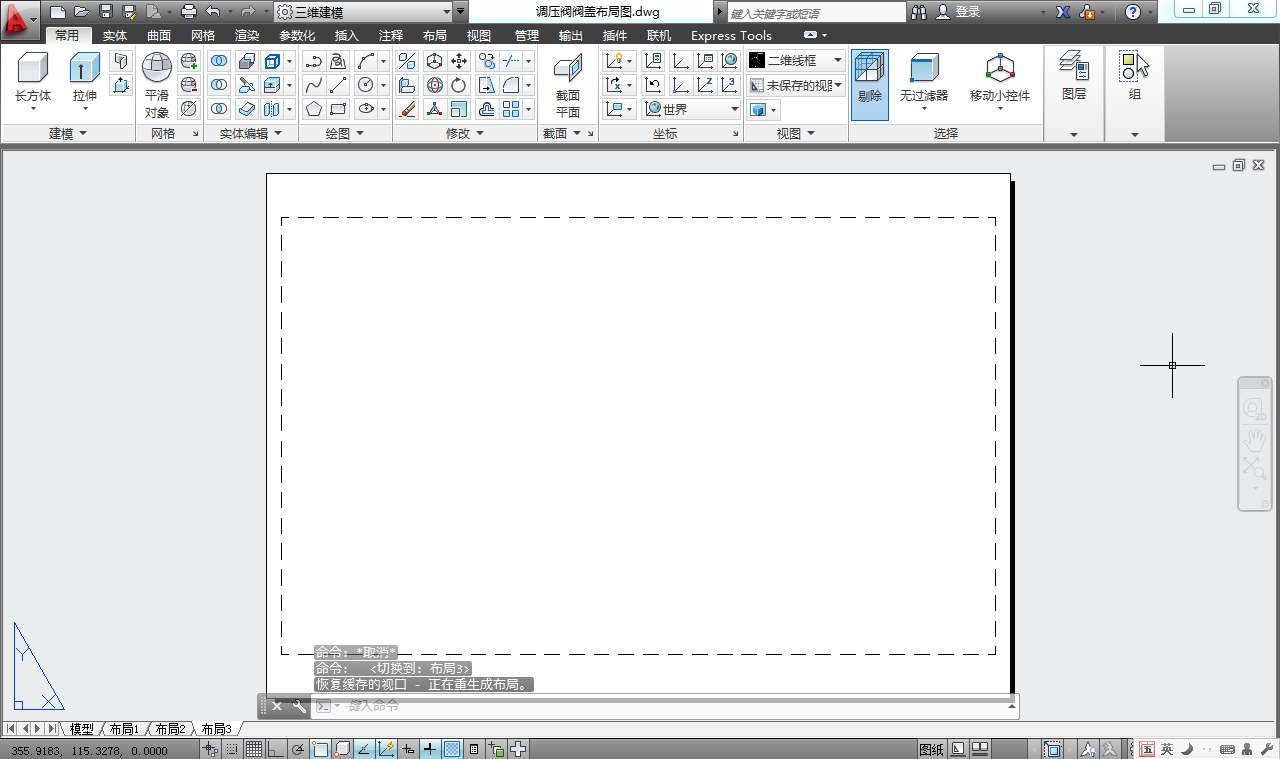 三维建模
调压阀阀盖布局图.dwg
键入关键字或短语
登录
常用 实体 曲面 网格 渲染 参数化 插入 注释 布局 视图 管理 输出 插件 联机 Express Tools
长方体
拉伸
平滑
对象
截面
平面
二维线框
未保存的视图
世界
剔除
无过滤器
移动小控件
图层
组
建模
网格
实体编辑
绘图
修改
截面
坐标
视图
选择
命令: *取消*
命令: <切换到: 布局3>
恢复缓存的视口 - 正在重生成布局。
键入命令
模型 布局1 布局2 布局3
355.9183, 115.3278, 0.0000
图纸
五 英